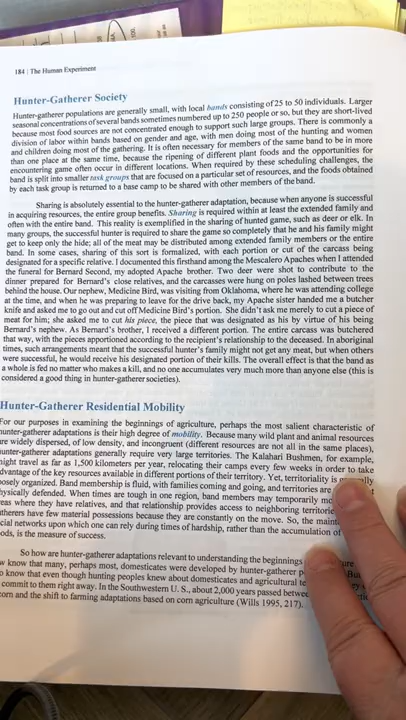 184 | The Human Experiment
Hunter-Gatherer Society
Hunter-Gatherer populations are generally small, with local bands consisting of 25 to 50 individuals. Larger
seasonal concentrations of several bands sometimes numbered up to 250 people or so, but they are short-lived
because most food sources are not concentrated enough to support such large groups. There is commonly a
division of labor within bands based on gender and age, with men doing most of the hunting and women
and children doing most of the gathering. It is often necessary for members of the same band to be in more
than one place at the same time, because the ripening of different plant foods and the opportunities for
encountering game often occur in different locations. When required by these scheduling challenges, the
band is split into smaller task groups that are focused on a particular set of resources, and the foods obtained
by each task group is returned to a base camp to be shared with other members of the band.
Sharing is absolutely essential to the hunter-gatherer adaptation, because when anyone is successful
in acquiring resources, the entire group benefits. Sharing is required within at least the extended family and
often with the entire band. This reality is exemplified in the sharing of hunted game, such as deer or elk. In
many groups, the successful hunter is required to share the game so completely that he and his family might
get to keep only the hide; all of the meat may be distributed among extended family members or the entire
band. In some cases, sharing of this sort is formalized, with each portion or cut of the carcass being
designated for a specific relative. I documented this firsthand among the Mescalero Apaches when I attended
the funeral for Bernard Second, my adopted Apache brother. Two deer were shot to contribute to the
dinner prepared for Bernard's close relatives, and the carcasses were hung on poles lashed between trees
behind the house. Our nephew, Medicine Bird, was visiting from Oklahoma, where he was attending college
at the time, and when he was preparing to leave for the drive back, my Apache sister handed me a butcher
knife and asked me to go out and cut off Medicine Bird's portion. She didn't ask me merely to cut a piece of
meat for him; she asked me to cut his piece, the piece that was designated as his by virtue of his being
Bernard's nephew. As Bernard's brother, I received a different portion. The entire carcass was butchered
that way, with the pieces apportioned according to the recipient's relationship to the deceased. In aboriginal
times, such arrangements meant that the successful hunter's family might not get any meat, but when others
were successful, he would receive his designated portion of their kills. The overall effect is that the band as
a whole is fed no matter who makes a kill, and no one accumulates very much more than anyone else (this is
considered a good thing in hunter-gatherer societies).
Hunter-Gatherer Residential Mobility
For our purposes in examining the beginnings of agriculture, perhaps the most salient characteristic of
hunter-gatherer adaptations is their high degree of mobility. Because many wild plant and animal resources
are widely dispersed, of low density, and incongruent (different resources are not all in the same places),
hunter-gatherer adaptations generally require very large territories. The Kalahari Bushmen, for example,
might travel as far as 1,500 kilometers per year, relocating their camps every few weeks in order to take
dvantage of the key resources available in different portions of their territory. Yet, territoriality is
oosely organized. Band membership is fluid, with families coming and going, and territories are
hysically defended. When times are tough in one region, band members may temporarily
eas where they have relatives, and that relationship provides access to neighboring
atherers have few material possessions because they are constantly on the move. So, the
cial networks upon which one can rely during times of hardship, rather than the accumulation of
ods, is the measure of success.
So how are hunter-gatherer adaptations relevant to understanding the beginnings
w know that many, perhaps most, domesticates were developed by hunter-gatherer
o know that even though hunting peoples knew about domesticates and agricultural
commit to them right away. In the Southwestern U. S., about 2,000 years passed
corn and the shift to farming adaptations based on corn agriculture (Wills 1995, 217).